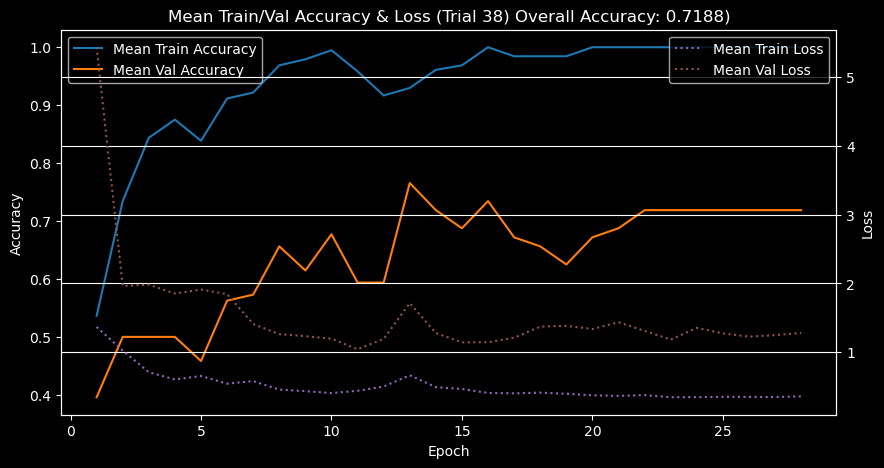 Mean Train/Val Accuracy & Loss (Trial 38) Overall Accuracy: 0.7188)
Mean Train Accuracy
Mean Val Accuracy
Mean Train Loss
Mean Val Loss
1.0
0.9
0.8
0.7
0.6
0.5
0.4
Accuracy
5
4
3
2
1
Loss
0
5
10
15
20
25
Epoch